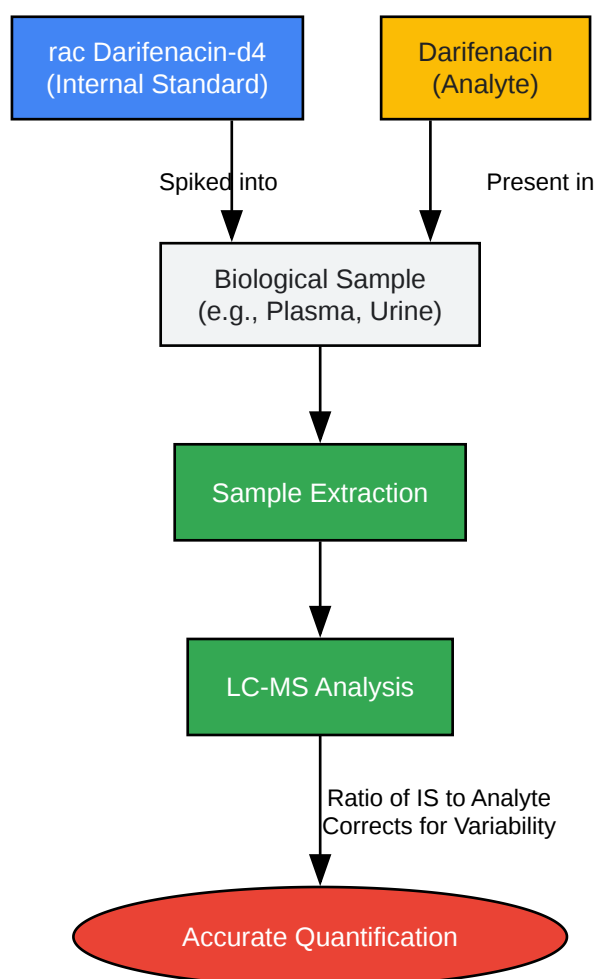 rac Darifenacin-d4
(Internal Standard)
Darifenacin
(Analyte)
Spiked into
Present in
Biological Sample
(e.g., Plasma, Urine)
Sample Extraction
LC-MS Analysis
Ratio of IS to Analyte
Corrects for Variability
Accurate Quantification